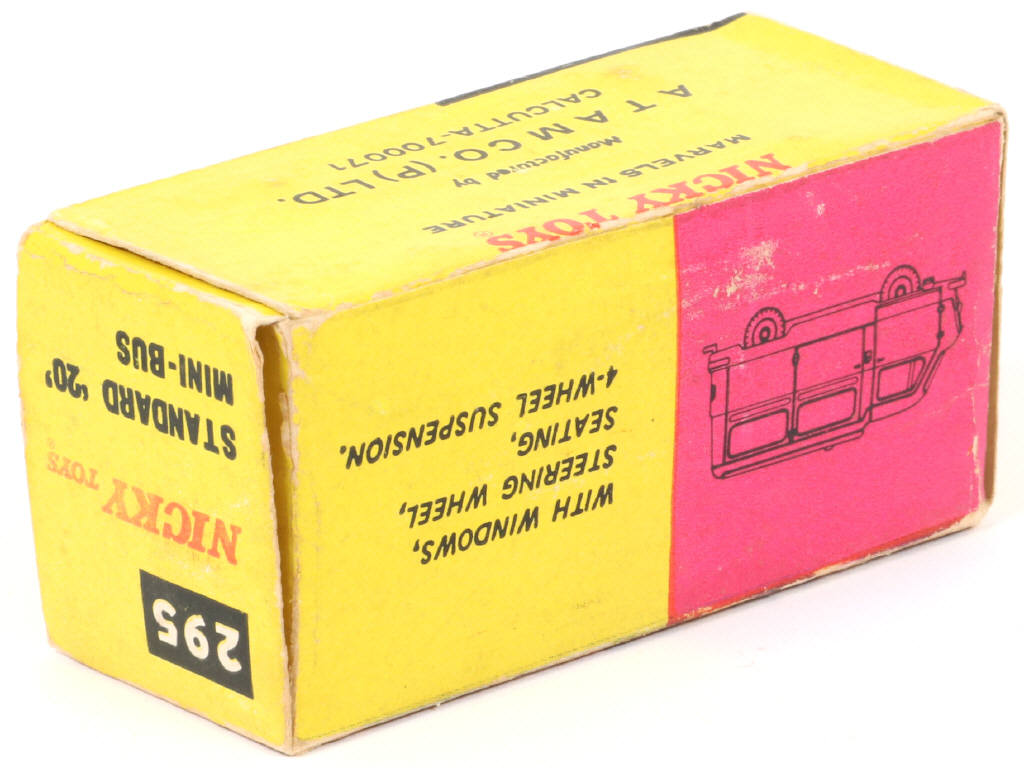 NICKY TOYS®
MARVELS IN MINIATURE
Manufactured by
ATAMCO. (P) LTD.
CALCUTTA-700071
295
NICKY TOYS®
STANDARD '20'
MINI-BUS
WITH WINDOWS,
STEERING WHEEL,
SEATING,
4-WHEEL SUSPENSION.